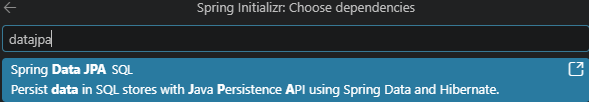 Spring Initializr: Choose dependencies
datajpa
Spring Data JPA SQL
Persist data in SQL stores with Java Persistence API using Spring Data and Hibernate.